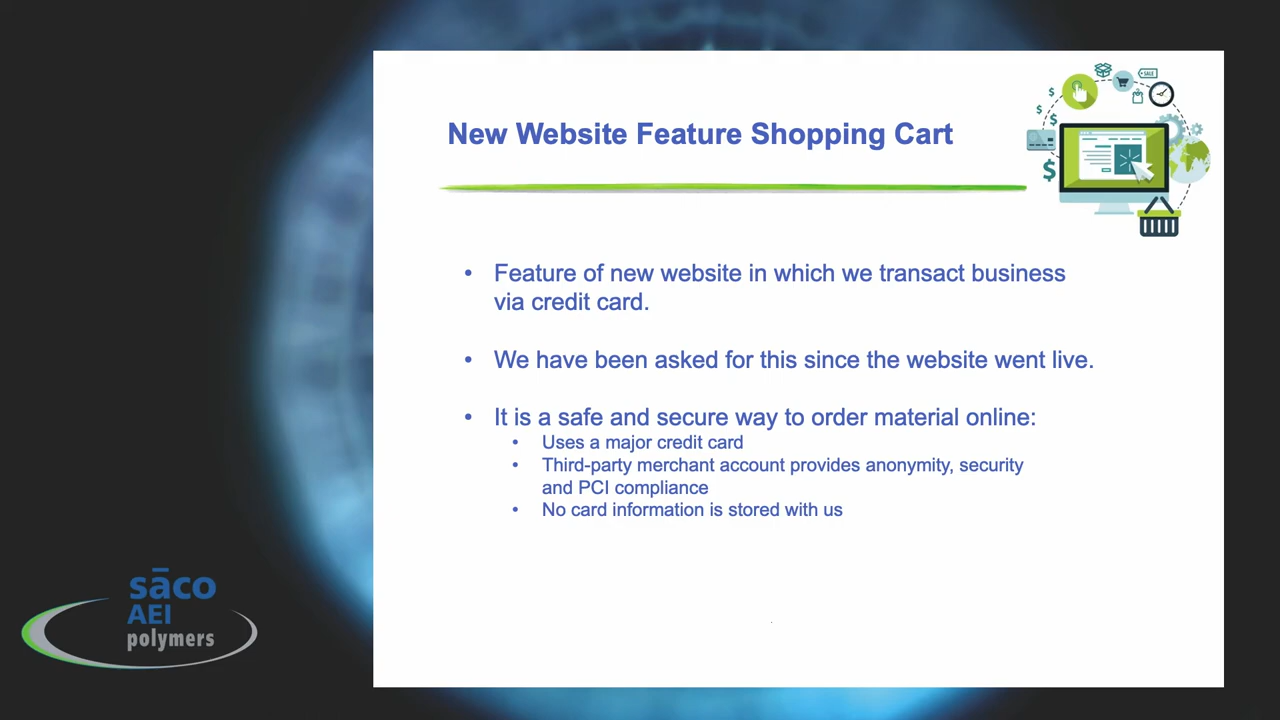 New Website Feature Shopping Cart
SALE
$
$
$
$
• Feature of new website in which we transact business
via credit card.
• We have been asked for this since the website went live.
• It is a safe and secure way to order material online:
• Uses a major credit card
• Third-party merchant account provides anonymity, security
and PCI compliance
• No card information is stored with us
sāco
AEI
polymers